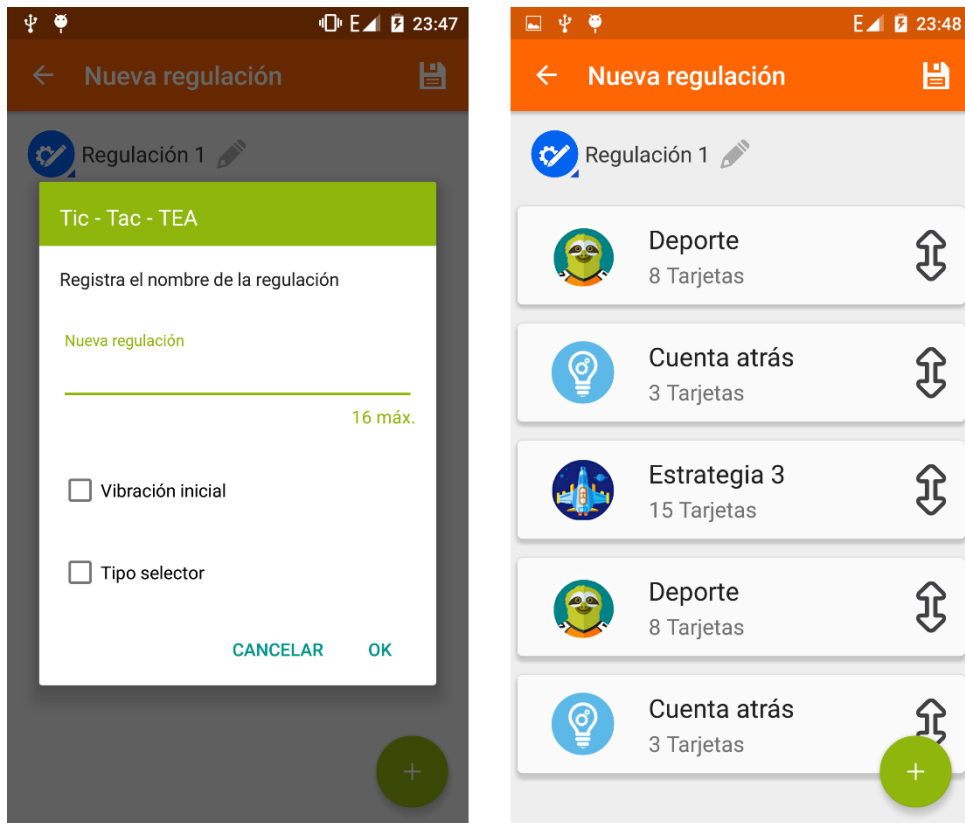 E 23:47
Nueva regulación
Regulación 1
Tic - Tac - TEA
Registra el nombre de la regulación
Nueva regulación
16 máx.
Vibración inicial
Tipo selector
CANCELAR OK
E 23:48
Nueva regulación
Regulación 1
Deporte
8 Tarjetas
Cuenta atrás
3 Tarjetas
Estrategia 3
15 Tarjetas
Deporte
8 Tarjetas
Cuenta atrás
3 Tarjetas
+